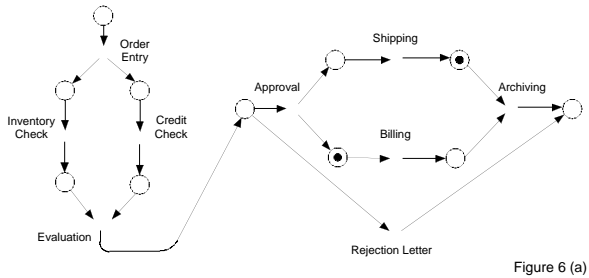 Order
Entry
Inventory
Check
Credit
Check
Evaluation
Approval
Shipping
Billing
Archiving
Rejection Letter
Figure 6 (a)